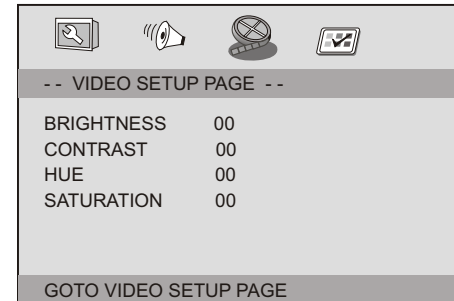 - - VIDEO SETUP PAGE - -
BRIGHTNESS 00
CONTRAST 00
HUE 00
SATURATION 00
GOTO VIDEO SETUP PAGE